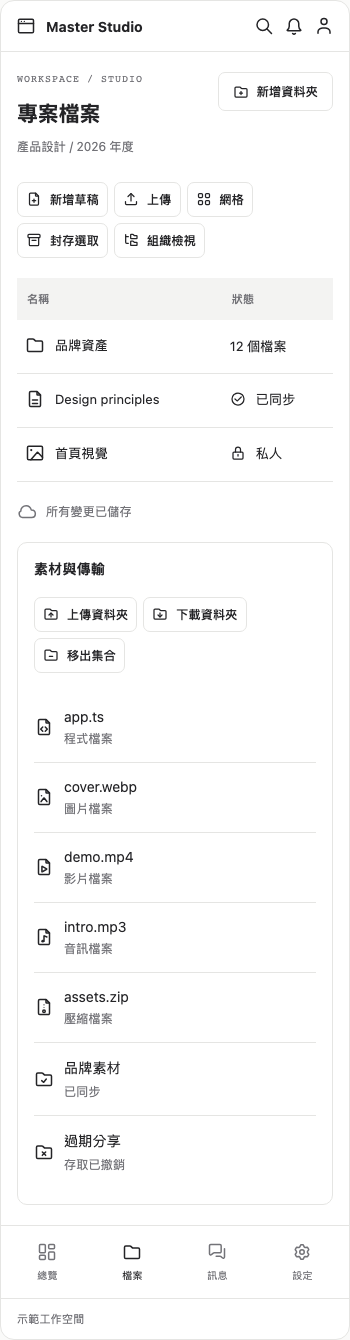 Master Studio
WORKSPACE / STUDIO
專案檔案
產品設計 / 2026 年度
新增資料夾
新增草稿
上傳
網格
封存選取
組織檢視
名稱
狀態
品牌資產
12 個檔案
Design principles
已同步
首頁視覺
私人
所有變更已儲存
素材與傳輸
上傳資料夾
下載資料夾
移出集合
app.ts
程式檔案
cover.webp
圖片檔案
demo.mp4
影片檔案
intro.mp3
音訊檔案
assets.zip
壓縮檔案
品牌素材
已同步
過期分享
存取已撤銷
總覽
檔案
訊息
設定
示範工作空間